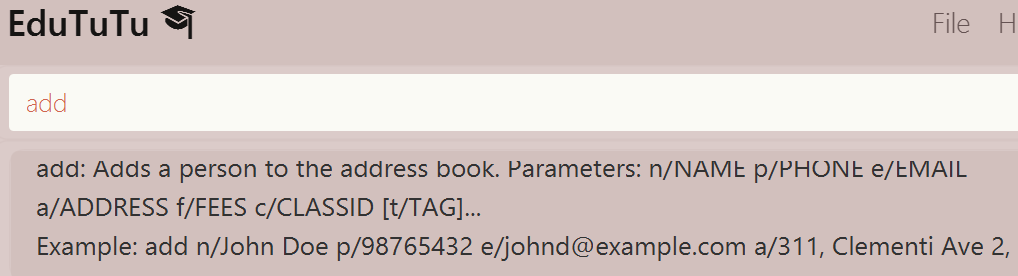 EduTuTu
File H
add
add: Adds a person to the address book. Parameters: n/NAME p/PHONE e/EMAIL
a/ADDRESS f/FEES c/CLASSID [t/TAG]...
Example: add n/John Doe p/98765432 e/johnd@example.com a/311, Clementi Ave 2,